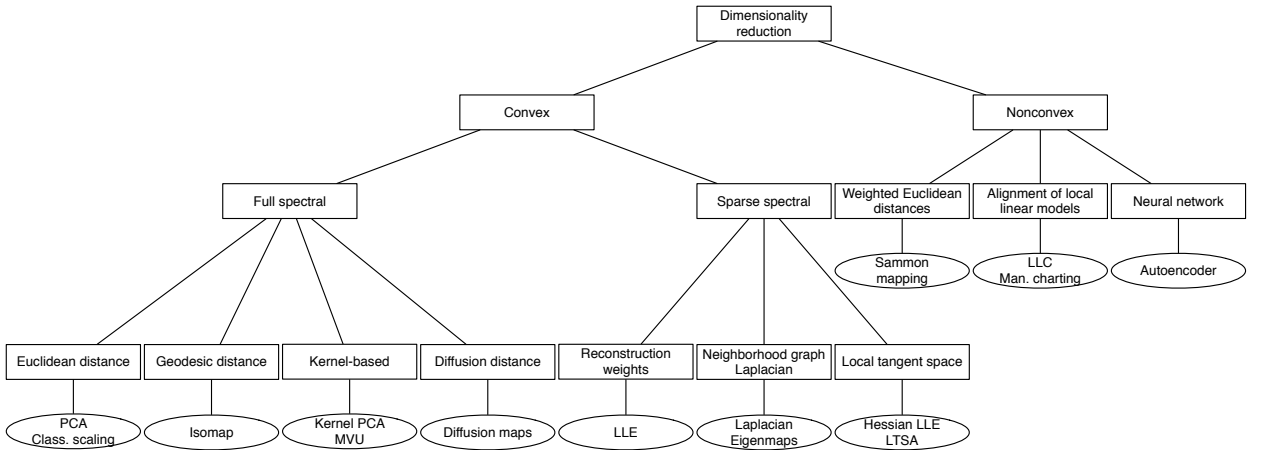 Dimensionality
reduction
Convex
Nonconvex
Full spectral
Sparse spectral
Weighted Euclidean
distances
Alignment of local
linear models
Neural network
Sammon
mapping
LLC
Man. charting
Autoencoder
Euclidean distance
Geodesic distance
Kernel-based
Diffusion distance
Reconstruction
weights
Neighborhood graph
Laplacian
Local tangent space
PCA
Class. scaling
Isomap
Kernel PCA
MVU
Diffusion maps
LLE
Laplacian
Eigenmaps
Hessian LLE
LTSA